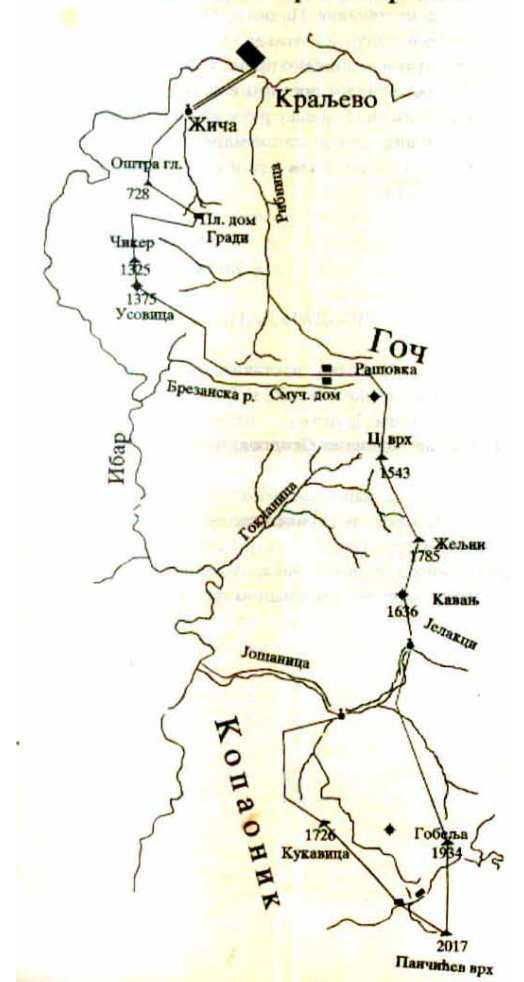 Краљево
Жича
Оштра гл.
728
Пл. дом
Гради
Рибница
Чикер
1325
1375
Усовица
ГОЧ
Рашовка
Брезанска р.
Смуч. дом
Ибар
Ц. врх
1543
Гокчаница
Жељин
1785
Кавањ
1636
Јелакци
Јошаница
Копаоник
1726
Кукавица
Гобеља
1934
2017
Панчићев врх